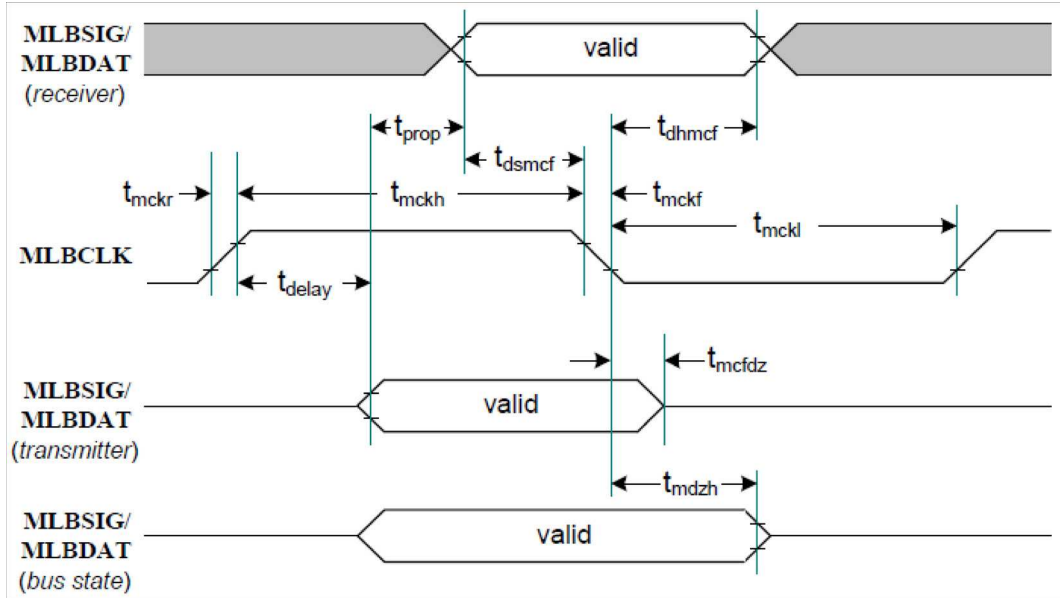 MLBSIG/
MLBDAT
(receiver)
valid
tprop
tdhmcf
tdsmcf
tmckr
tmckh
tmckf
tmckl
MLBCLK
tdelay
tmcfdz
MLBSIG/
MLBDAT
(transmitter)
valid
tmdzh
MLBSIG/
MLBDAT
(bus state)
valid